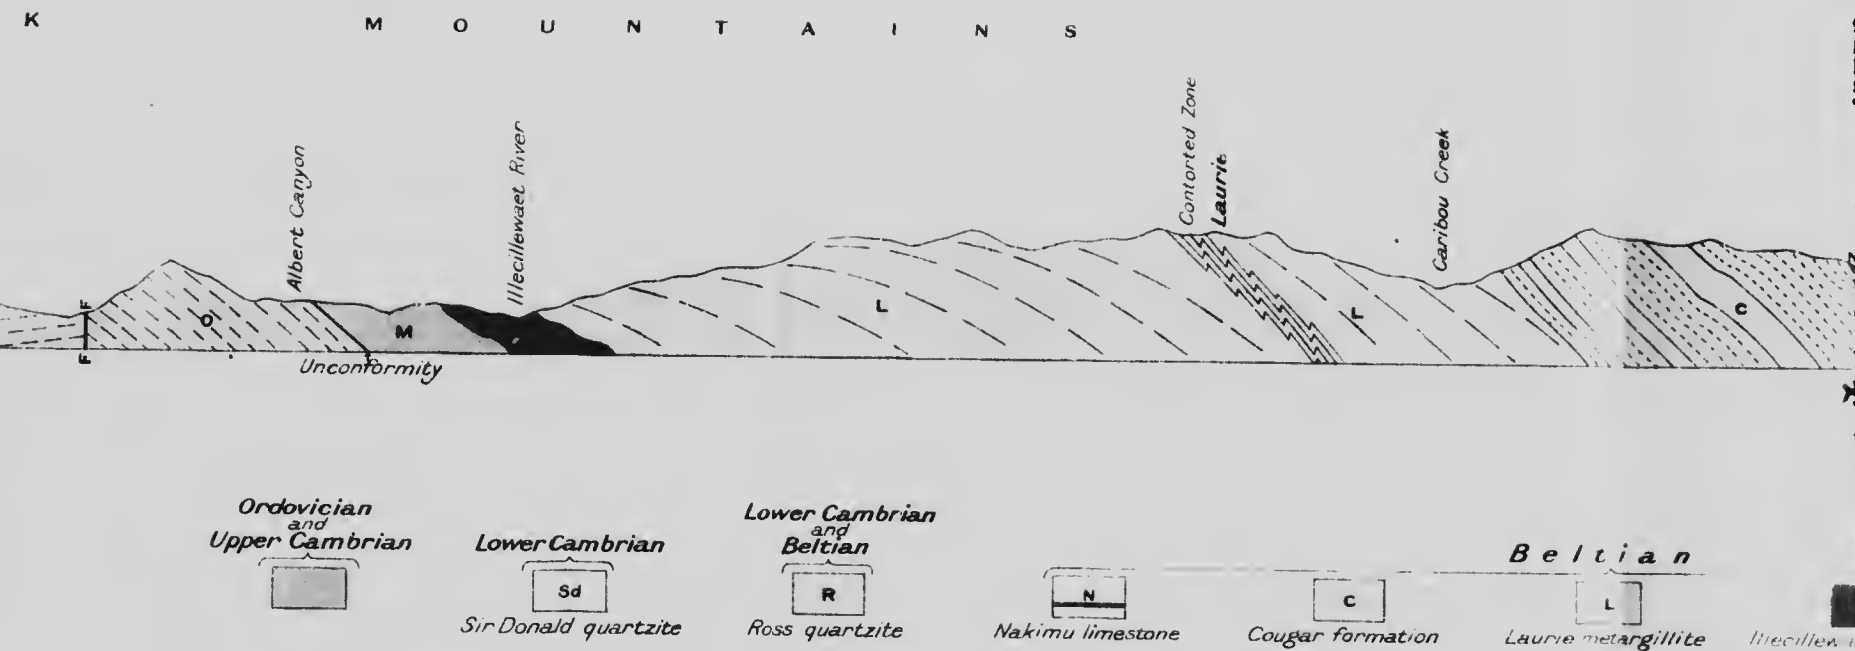 K MOUNTAINS
Albert Canyon
Illecillewaet River
Contorted Zone
Laurie
Caribou Creek
F
F
O
M
L
L
C
Unconformity
Ordovician
and
Upper Cambrian
Lower Cambrian
Sd
Sir Donald quartzite
Lower Cambrian
and
Beltian
R
Ross quartzite
Beltian
N
Nakimu limestone
C
Cougar formation
L
Laurie metargillite